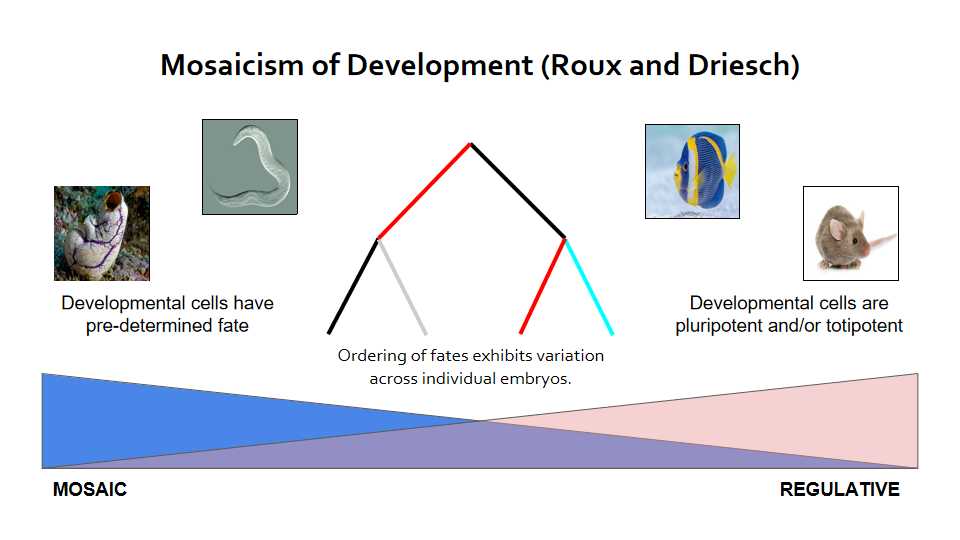 Mosaicism of Development (Roux and Driesch)
Developmental cells have
pre-determined fate
Developmental cells are
pluripotent and/or totipotent
Ordering of fates exhibits variation
across individual embryos.
MOSAIC
REGULATIVE